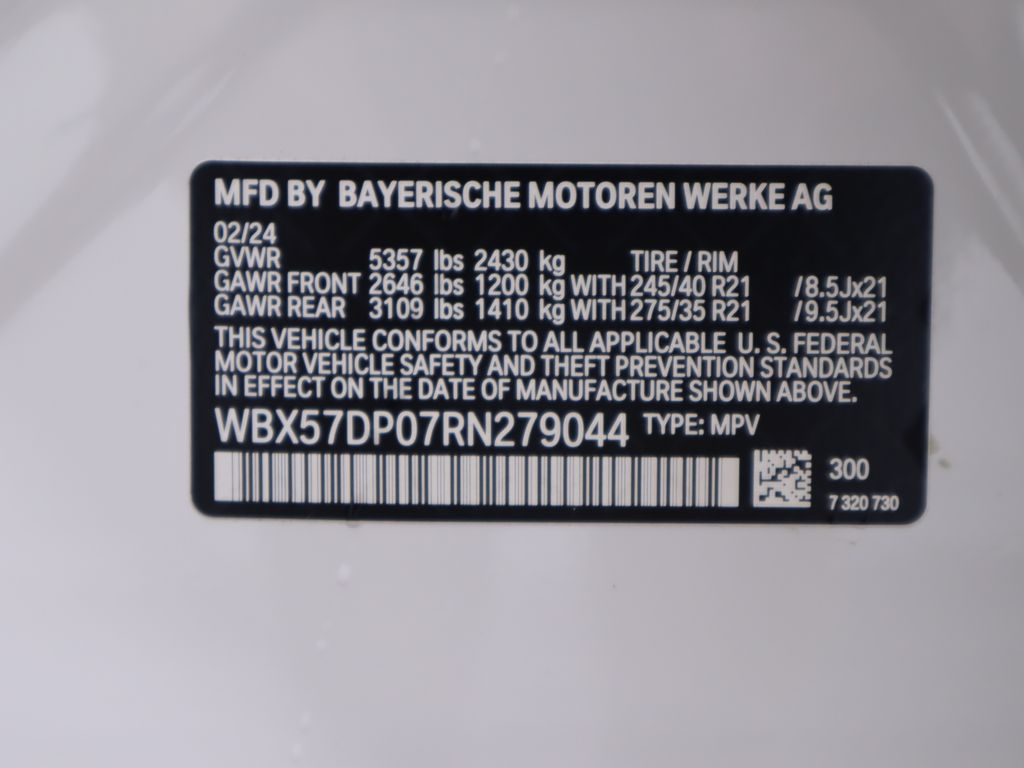 MFD BY BAYERISCHE MOTOREN WERKE AG
02/24
GVWR 5357 lbs 2430 kg TIRE / RIM
GAWR FRONT 2646 lbs 1200 kg WITH 245/40 R21 /8.5Jx21
GAWR REAR 3109 lbs 1410 kg WITH 275/35 R21 /9.5Jx21
THIS VEHICLE CONFORMS TO ALL APPLICABLE U. S. FEDERAL
MOTOR VEHICLE SAFETY AND THEFT PREVENTION STANDARDS
IN EFFECT ON THE DATE OF MANUFACTURE SHOWN ABOVE.
WBX57DP07RN279044 TYPE: MPV
300
7 320 730